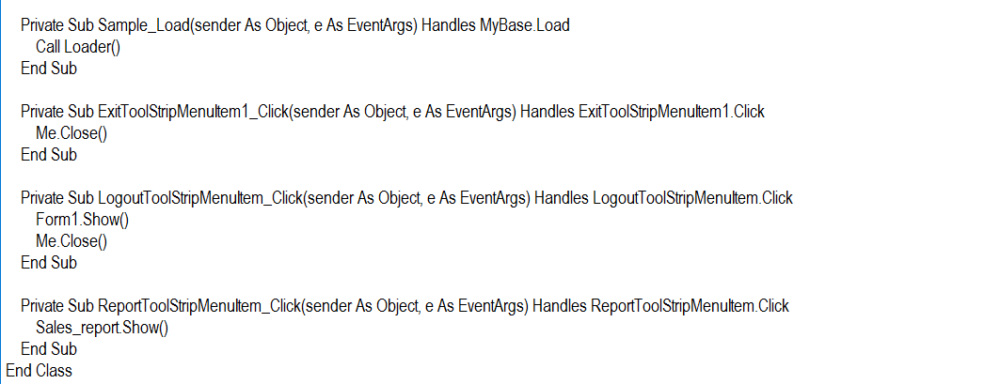 Private Sub Sample_Load(sender As Object, e As EventArgs) Handles MyBase.Load
Call Loader()
End Sub
Private Sub ExitToolStripMenuItem1_Click(sender As Object, e As EventArgs) Handles ExitToolStripMenuItem1.Click
Me.Close()
End Sub
Private Sub LogoutToolStripMenuItem_Click(sender As Object, e As EventArgs) Handles LogoutToolStripMenuItem.Click
Form1.Show()
Me.Close()
End Sub
Private Sub ReportToolStripMenuItem_Click(sender As Object, e As EventArgs) Handles ReportToolStripMenuItem.Click
Sales_report.Show()
End Sub
End Class